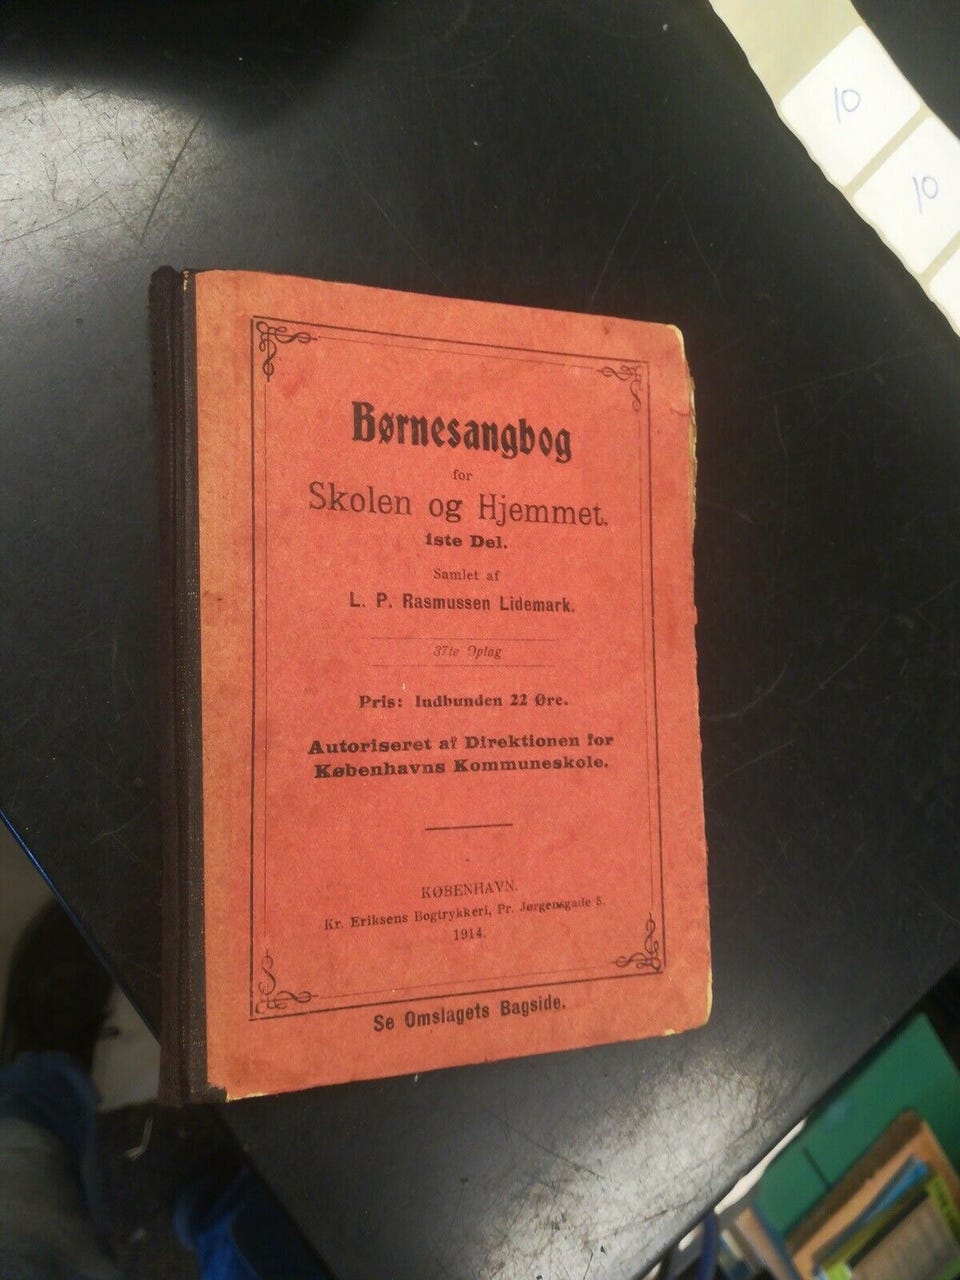 10
10
Børnesangbog
for
Skolen og Hjemmet.
1ste Del.
Samlet af
L. P. Rasmussen Lidemark.
37te Oplag
Pris: Indbunden 22 Øre.
Autoriseret af Direktionen for
Københavns Kommuneskole.
KØBENHAVN.
Kr. Eriksens Bogtrykkeri, Pr. Jørgensgade 5.
1914.
Se Omslagets Bagside.